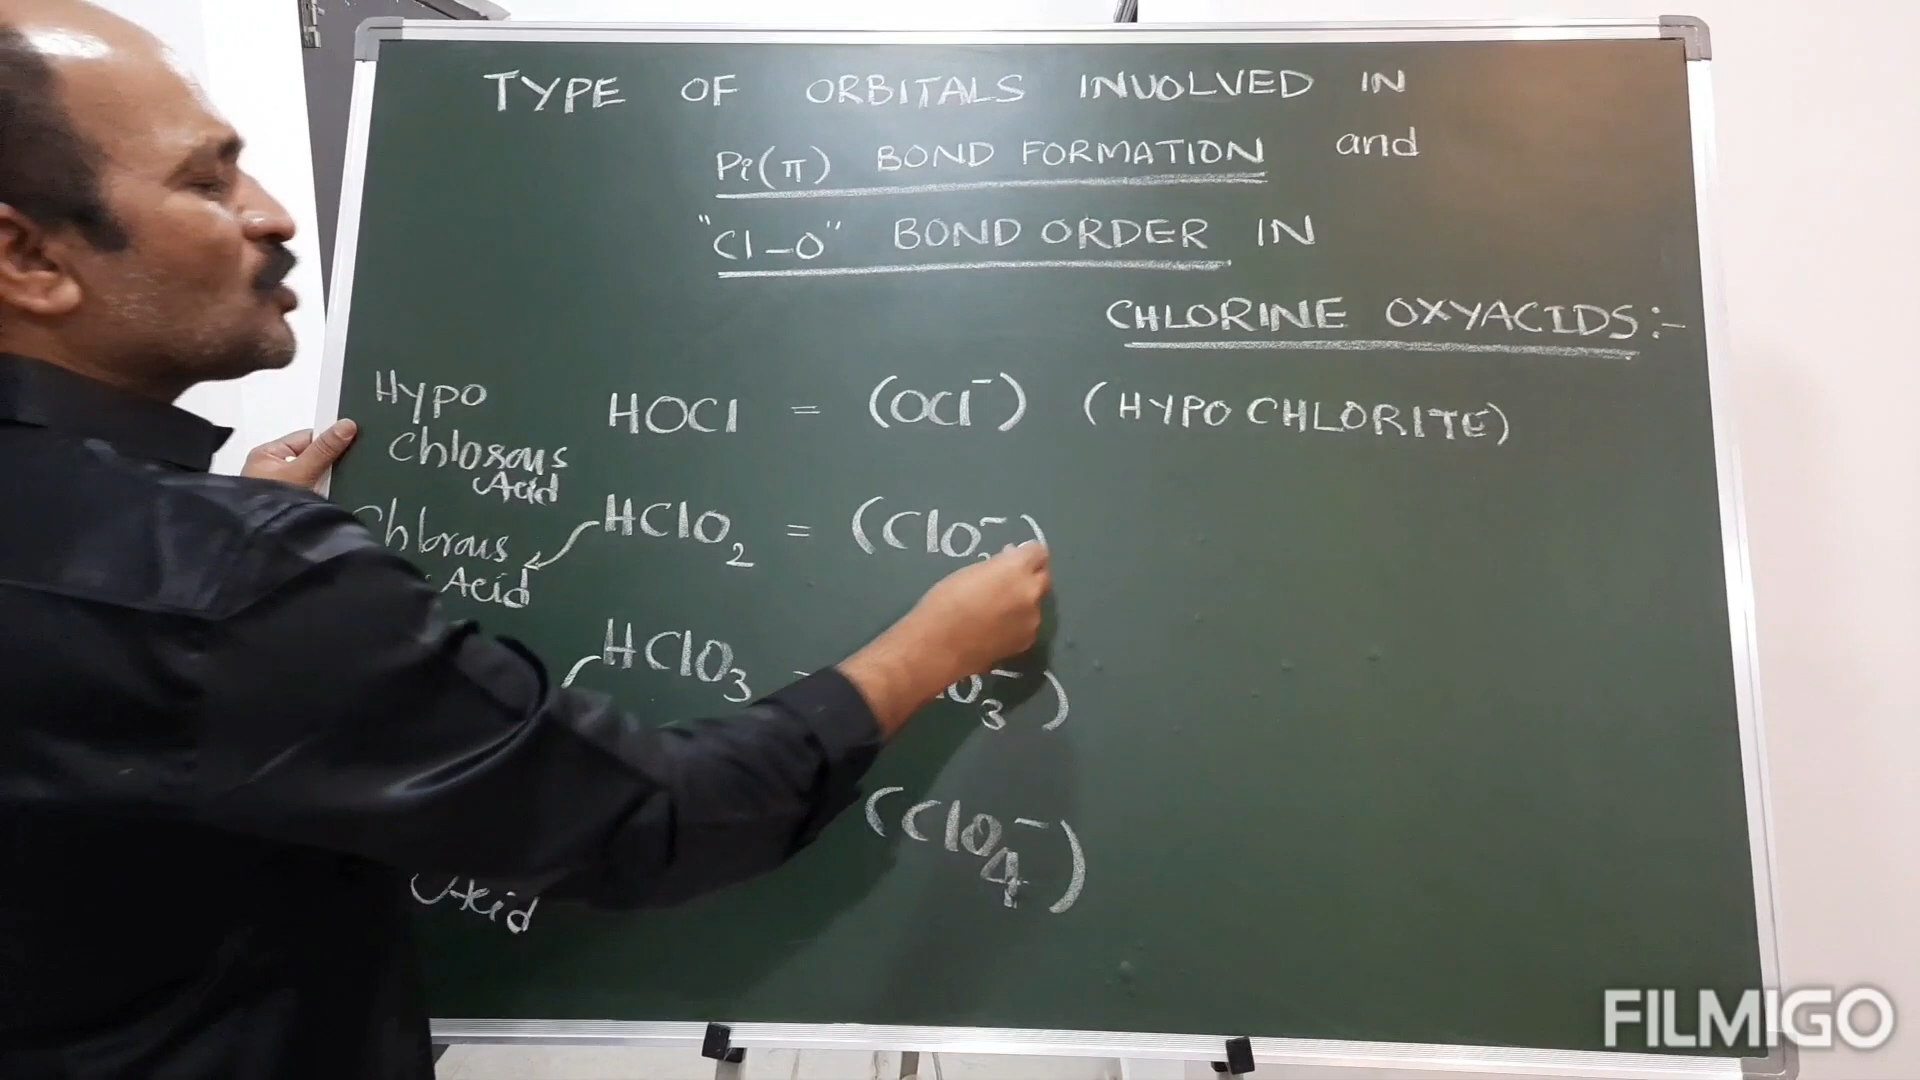 TYPE OF ORBITALS INVOLVED IN
Pi(π) BOND FORMATION and
"Cl-O" BOND ORDER IN
CHLORINE OXYACIDS:-
Hypo
Chlorous
Acid
HOCl = (OCl⁻) (HYPO CHLORITE)
Chlorous
Acid
HClO₂ = (ClO⁻
HClO₃ O₃⁻)
(ClO₄⁻)
Acid
FILMIGO